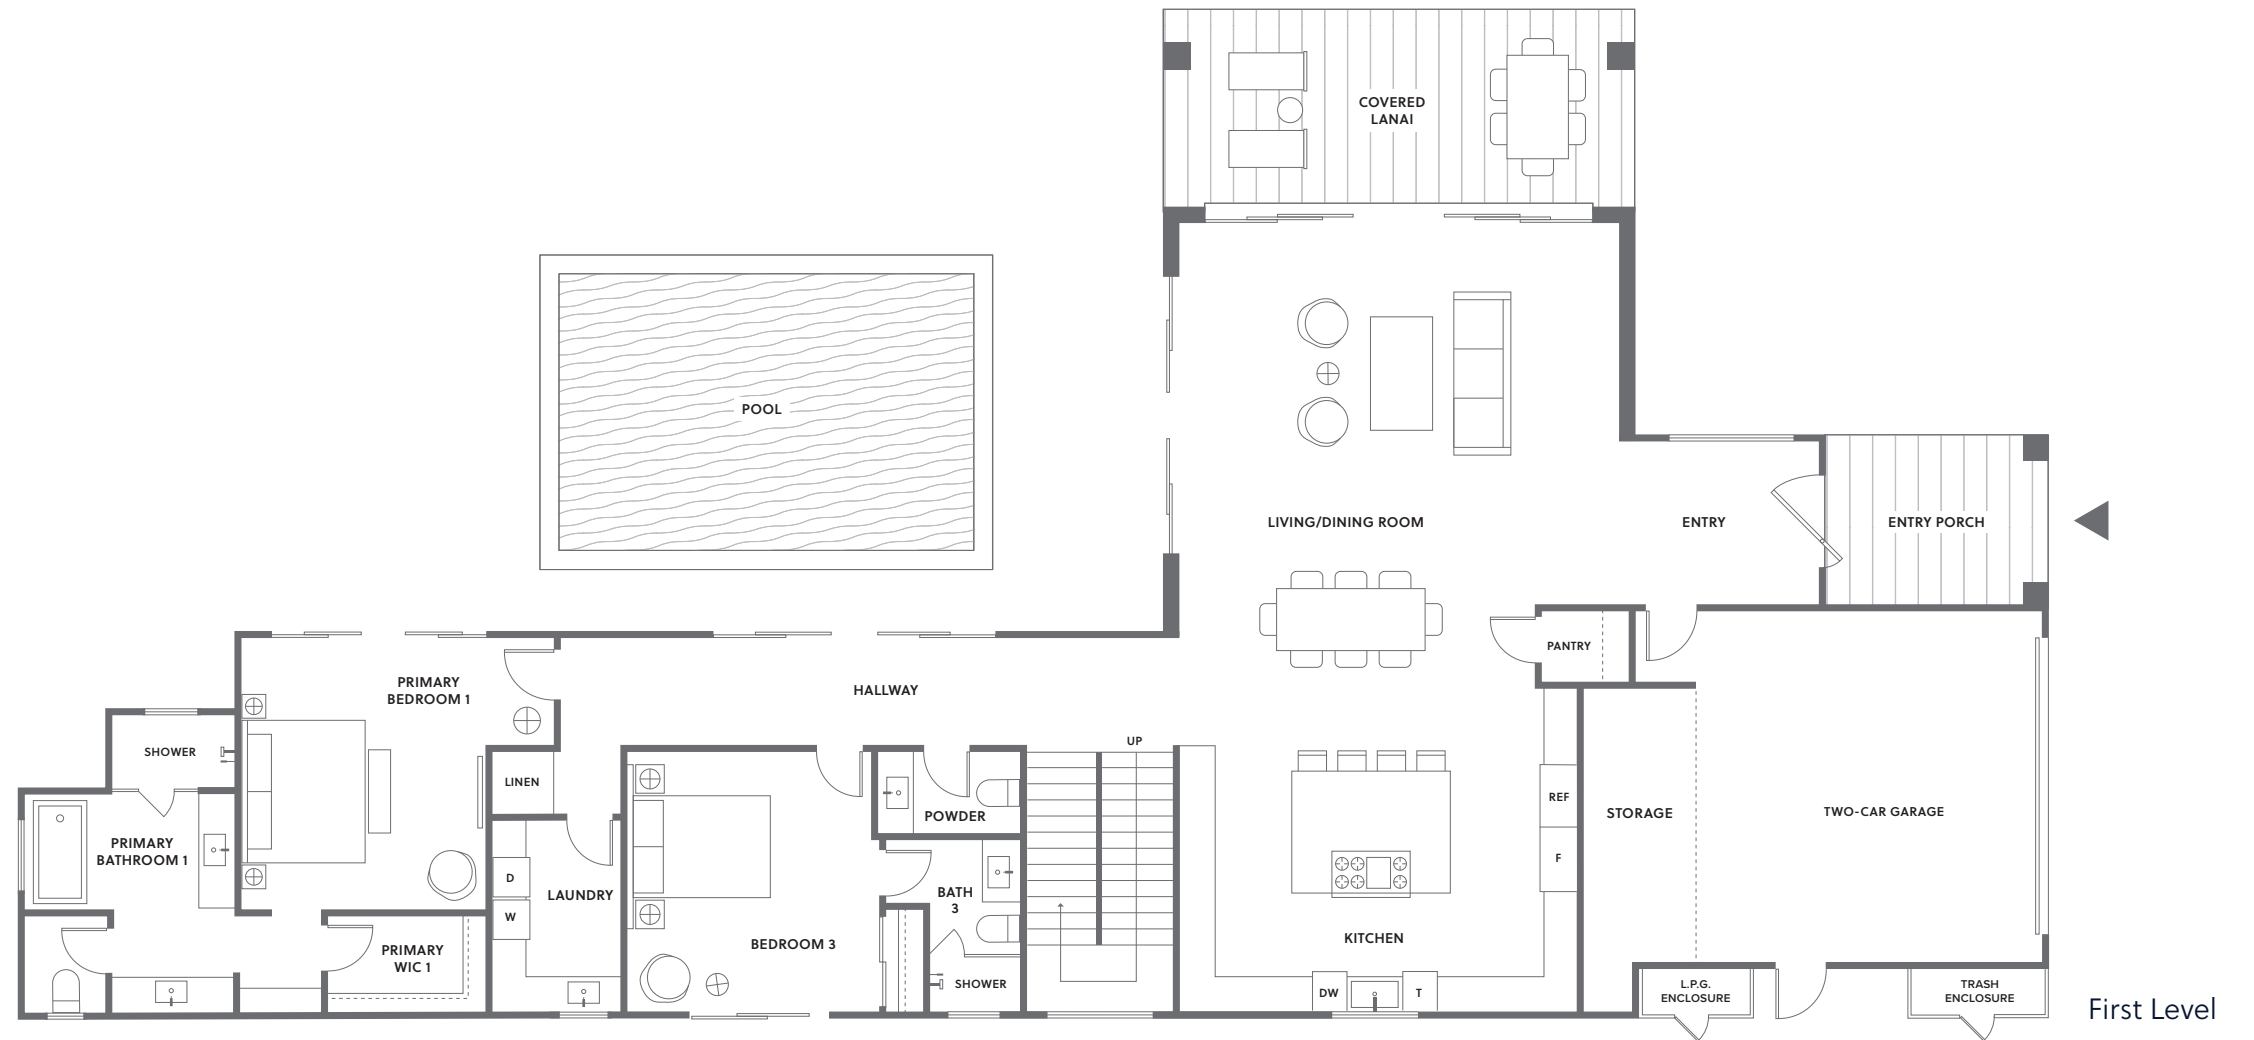 COVERED
LANAI
POOL
LIVING/DINING ROOM
ENTRY
ENTRY PORCH
PANTRY
PRIMARY
BEDROOM 1
HALLWAY
UP
SHOWER
LINEN
REF
POWDER
STORAGE
TWO-CAR GARAGE
PRIMARY
BATHROOM 1
F
D
LAUNDRY
BATH
3
W
KITCHEN
BEDROOM 3
PRIMARY
WIC 1
SHOWER
DW
T
L.P.G.
ENCLOSURE
TRASH
ENCLOSURE
First Level